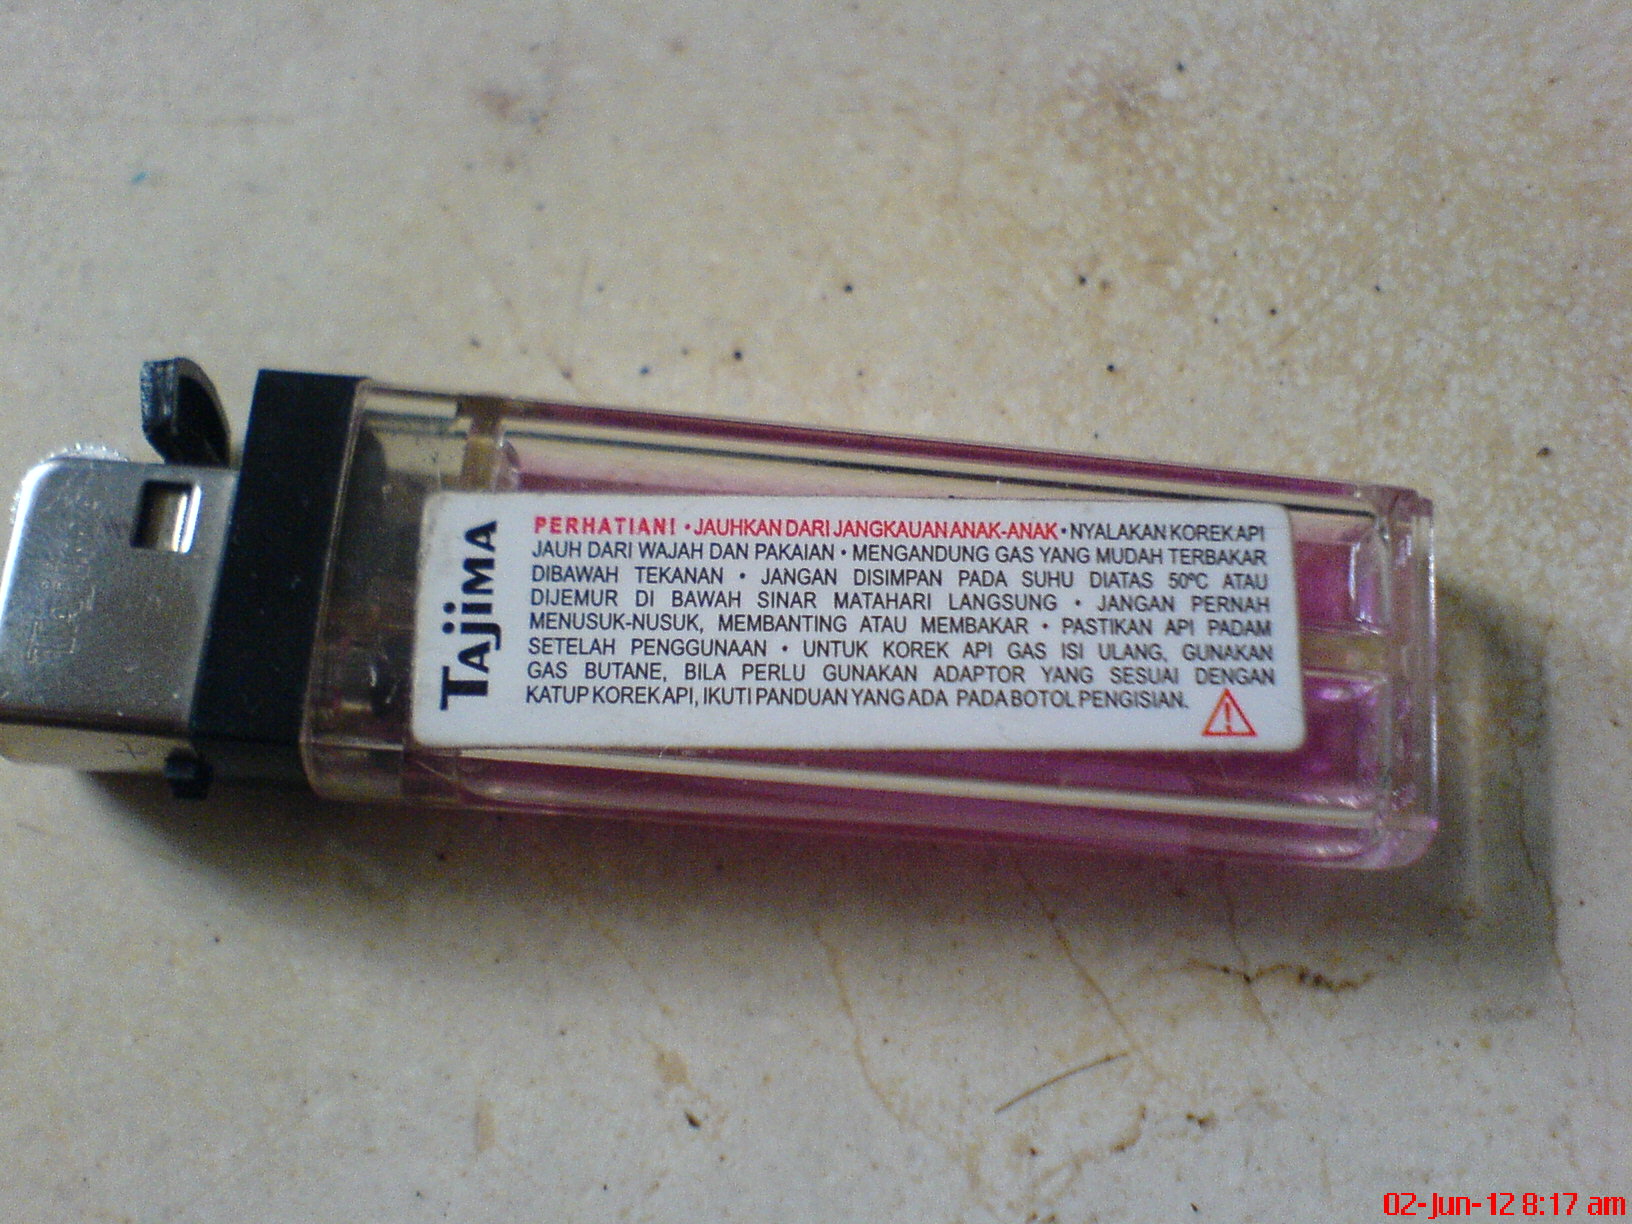 Tajima
PERHATIAN! • JAUHKAN DARI JANGKAUAN ANAK-ANAK • NYALAKAN KOREK API
JAUH DARI WAJAH DAN PAKAIAN • MENGANDUNG GAS YANG MUDAH TERBAKAR
DIBAWAH TEKANAN • JANGAN DISIMPAN PADA SUHU DIATAS 50ºC ATAU
DIJEMUR DI BAWAH SINAR MATAHARI LANGSUNG • JANGAN PERNAH
MENUSUK-NUSUK, MEMBANTING ATAU MEMBAKAR • PASTIKAN API PADAM
SETELAH PENGGUNAAN • UNTUK KOREK API GAS ISI ULANG, GUNAKAN
GAS BUTANE, BILA PERLU GUNAKAN ADAPTOR YANG SESUAI DENGAN
KATUP KOREK API, IKUTI PANDUAN YANG ADA PADA BOTOL PENGISIAN.
02-Jun-12 8:17 am